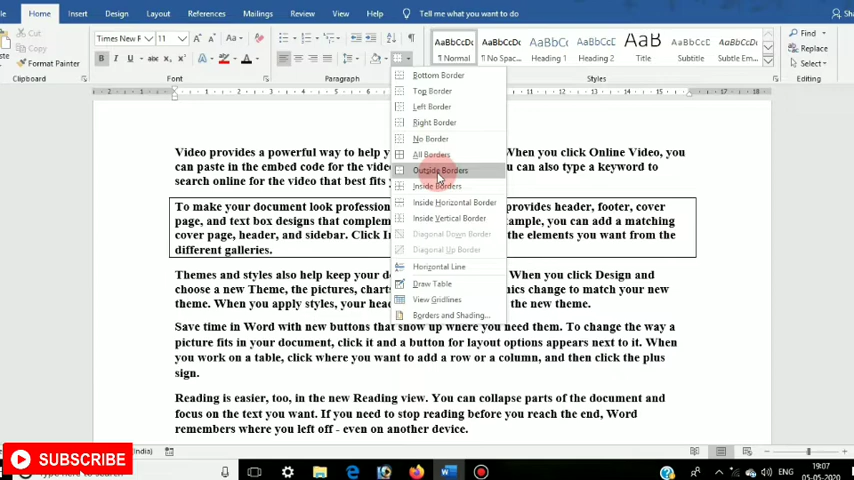 Home Insert Design Layout References Mailings Review View Help Tell me what you want to do
Cut
Copy
Format Painter
Clipboard
Times New F 11
Font
Paragraph
AaBbCcDc AaBbCcDc AaBbCc AaBbCcC AaB AaBbCcC AaBbCcDc
¶ Normal ¶ No Spac... Heading 1 Heading 2 Title Subtitle Subtle Em...
Styles
Find
Replace
Select
Editing
Bottom Border
Top Border
Left Border
Right Border
No Border
All Borders
Outside Borders
Inside Borders
Inside Horizontal Border
Inside Vertical Border
Diagonal Down Border
Diagonal Up Border
Horizontal Line
Draw Table
View Gridlines
Borders and Shading...
Video provides a powerful way to help y When you click Online Video, you
can paste in the embed code for the vide can also type a keyword to
search online for the video that best fits
To make your document look profession provides header, footer, cover
page, and text box designs that complem ample, you can add a matching
cover page, header, and sidebar. Click I the elements you want from the
different galleries.
Themes and styles also help keep your d When you click Design and
choose a new Theme, the pictures, charts nics change to match your new
theme. When you apply styles, your head the new theme.
Save time in Word with new buttons that show up where you need them. To change the way a
picture fits in your document, click it and a button for layout options appears next to it. When
you work on a table, click where you want to add a row or a column, and then click the plus
sign.
Reading is easier, too, in the new Reading view. You can collapse parts of the document and
focus on the text you want. If you need to stop reading before you reach the end, Word
remembers where you left off - even on another device.
SUBSCRIBE
ENG
19:07
05-05-2020